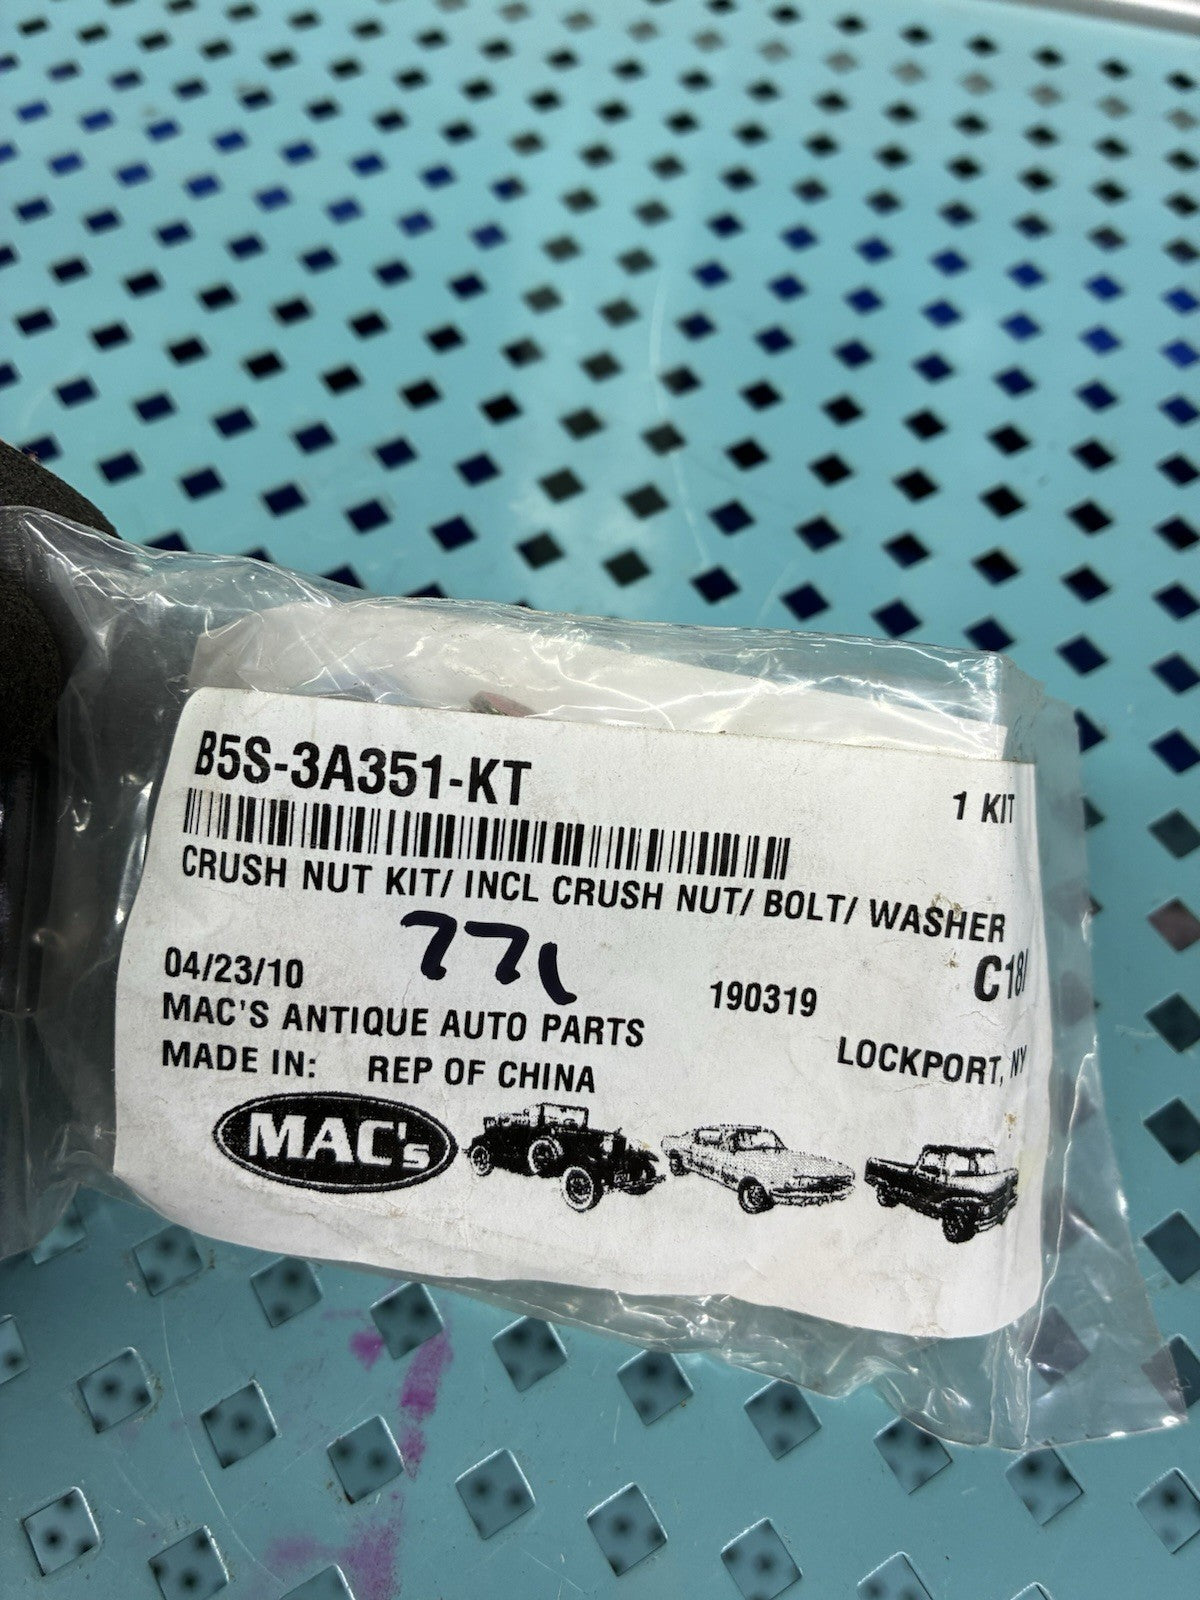 B5S-3A351-KT
1 KIT
CRUSH NUT KIT/ INCL CRUSH NUT/ BOLT/ WASHER
771
04/23/10
190319
MAC'S ANTIQUE AUTO PARTS
LOCKPORT, NY
MADE IN: REP OF CHINA
MAC's